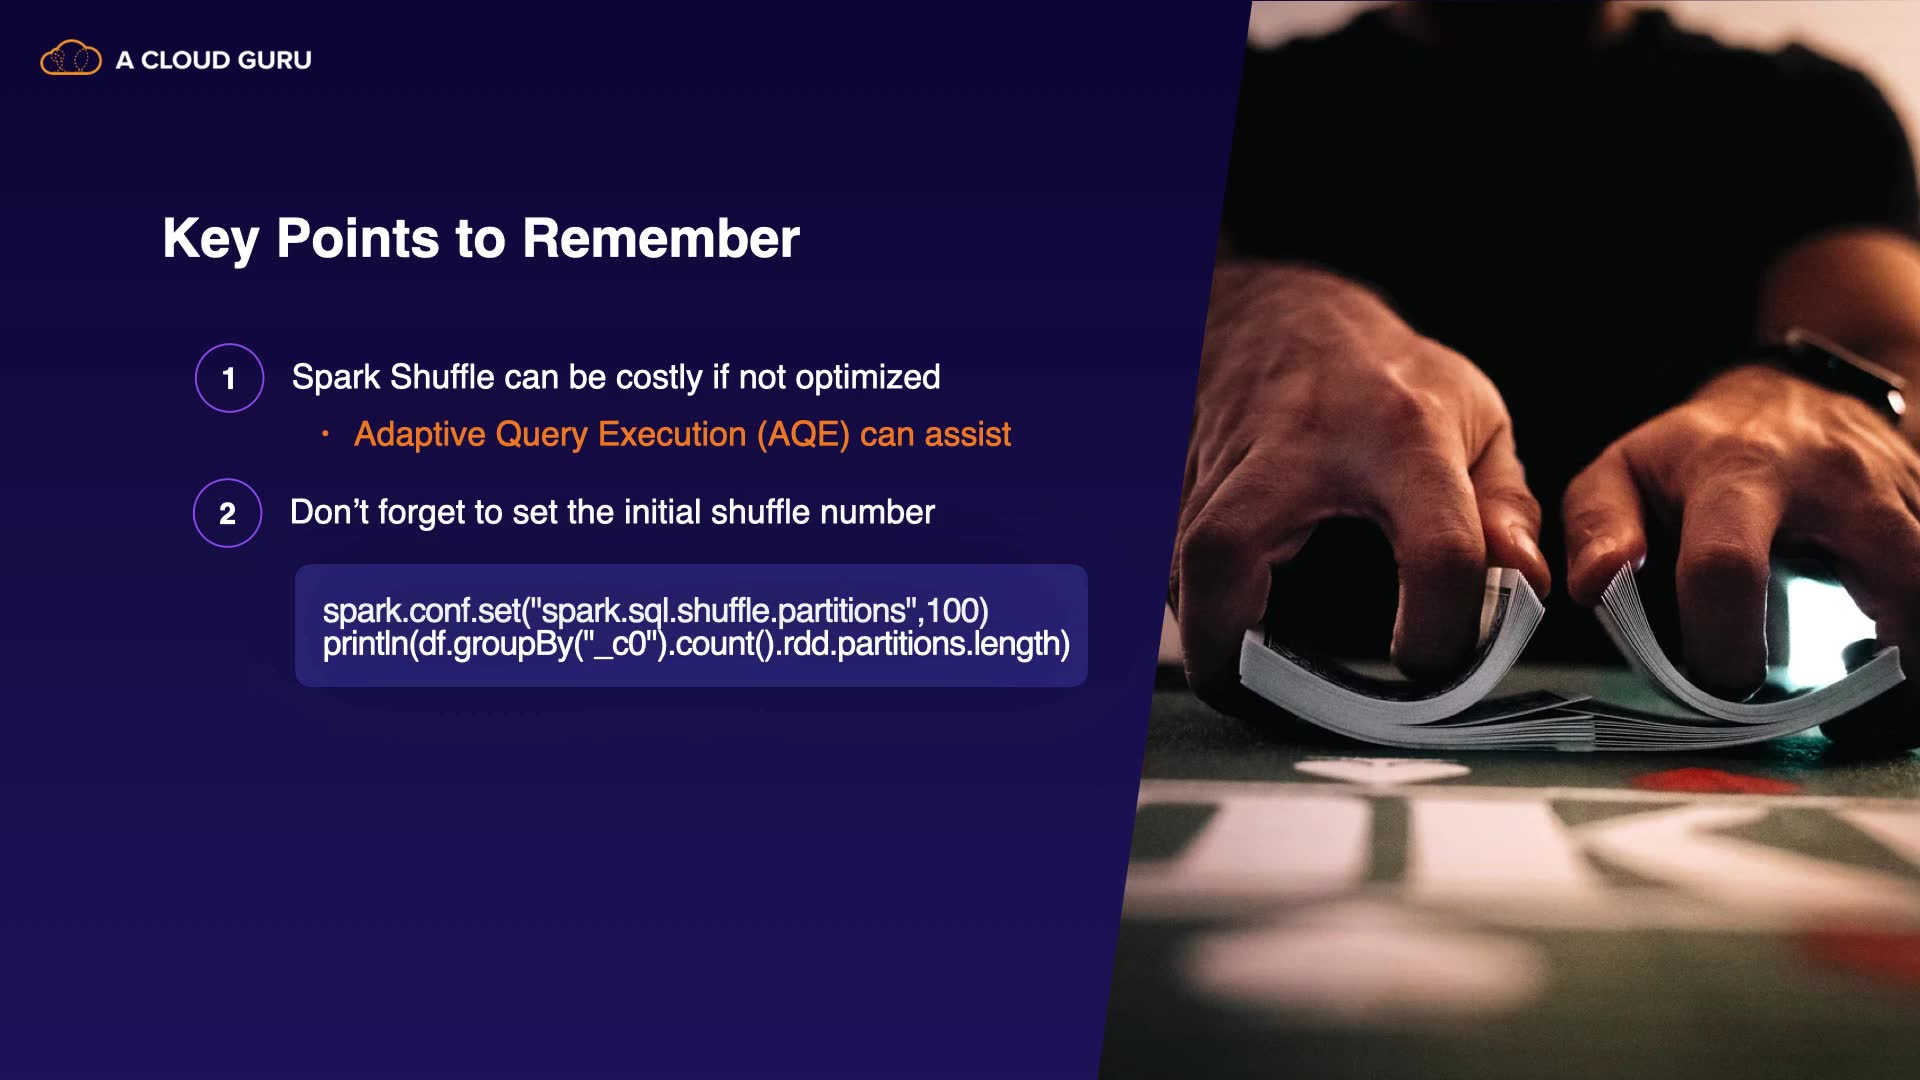 A CLOUD GURU
Key Points to Remember
1 Spark Shuffle can be costly if not optimized
· Adaptive Query Execution (AQE) can assist
2 Don’t forget to set the initial shuffle number
spark.conf.set("spark.sql.shuffle.partitions",100)
println(df.groupBy("_c0").count().rdd.partitions.length)